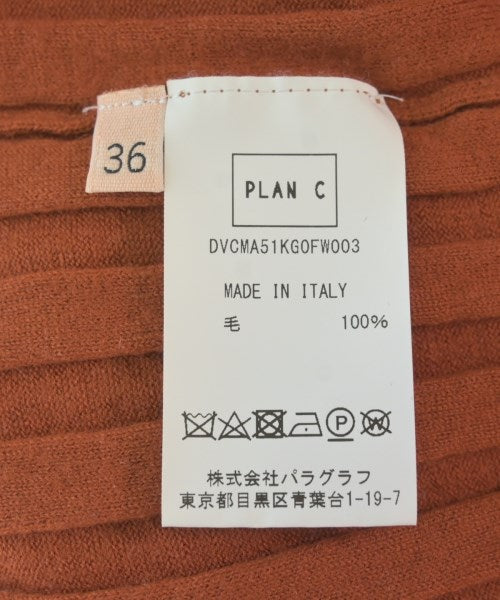 36
PLAN C
DVCMA51KG0FW003
MADE IN ITALY
毛 100%
P W
株式会社パラグラフ
東京都目黒区青葉台1-19-7